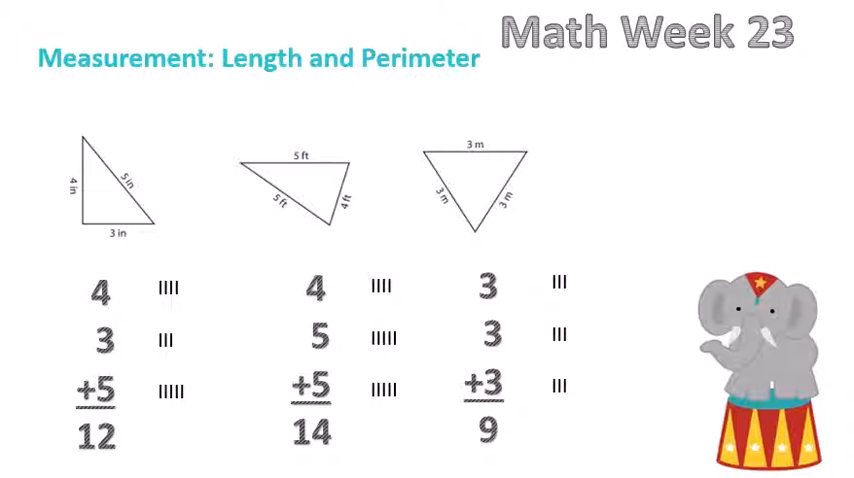 Math Week 23
Measurement: Length and Perimeter
4 in
5 in
3 in
5 ft
5 ft
4 ft
3 m
3 m
3 m
4 IIII
3 III
+5 IIIII
12
4 IIII
5 IIIII
+5 IIIII
14
3 III
3 III
+3 III
9